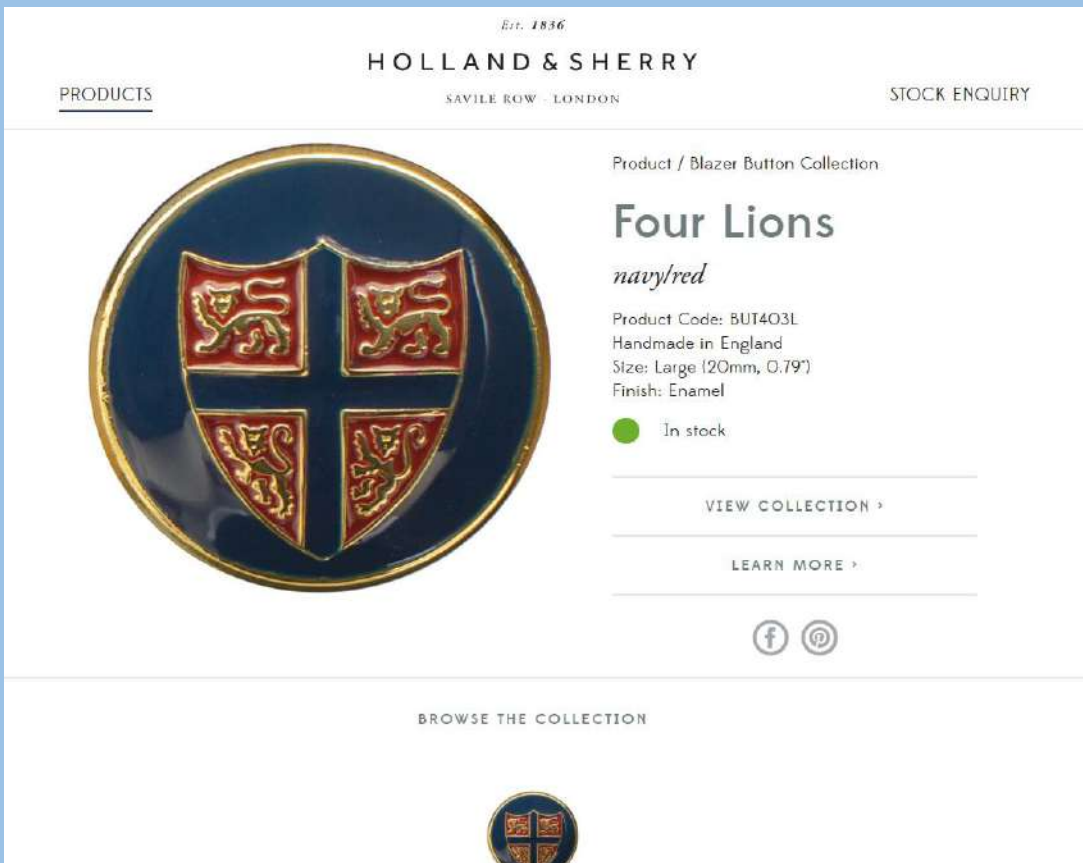 Est. 1836
HOLLAND & SHERRY
SAVILE ROW - LONDON
PRODUCTS
STOCK ENQUIRY
Product / Blazer Button Collection
Four Lions
navy/red
Product Code: BUT403L
Handmade in England
Size: Large (20mm, 0.79")
Finish: Enamel
In stock
VIEW COLLECTION ›
LEARN MORE ›
BROWSE THE COLLECTION